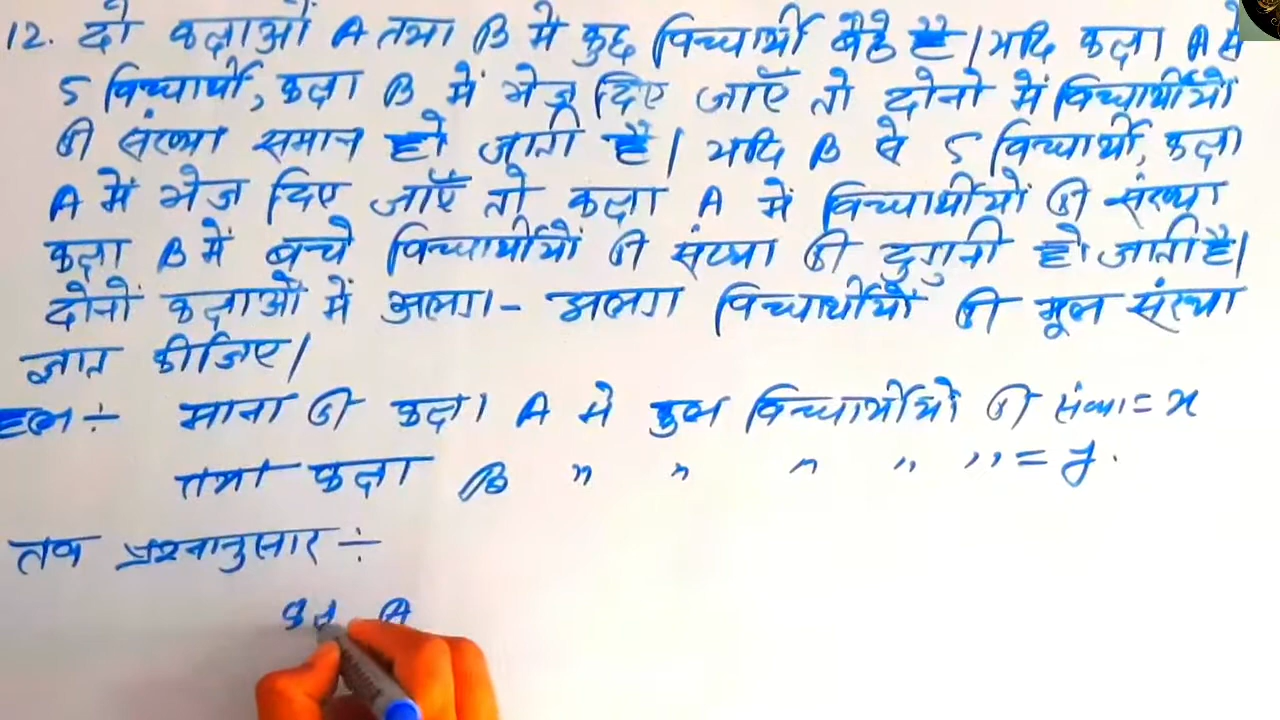 12. दो कक्षाओं A तथा B में कुछ विद्यार्थी बैठे है। यदि कक्षा A से
5 विद्यार्थी, कक्षा B में भेज दिए जाएँ तो दोनो में विद्यार्थीयों
की संख्या समान हो जाती है। यदि B से 5 विद्यार्थी, कक्षा
A में भेज दिए जाएँ तो कक्षा A में विद्यार्थीयों की संख्या
कक्षा B में बच्चे विद्यार्थीयों की संख्या की दुगुनी हो जाती है।
दोनों कक्षाओं में अलग - अलग विद्यार्थीयों की मूल संख्या
ज्ञात कीजिए।
हल ÷ माना की कक्षा A में कुल विद्यार्थीयों की संख्या = x
तथा कक्षा B " " " " " = y.
तब प्रश्नानुसार ÷
A